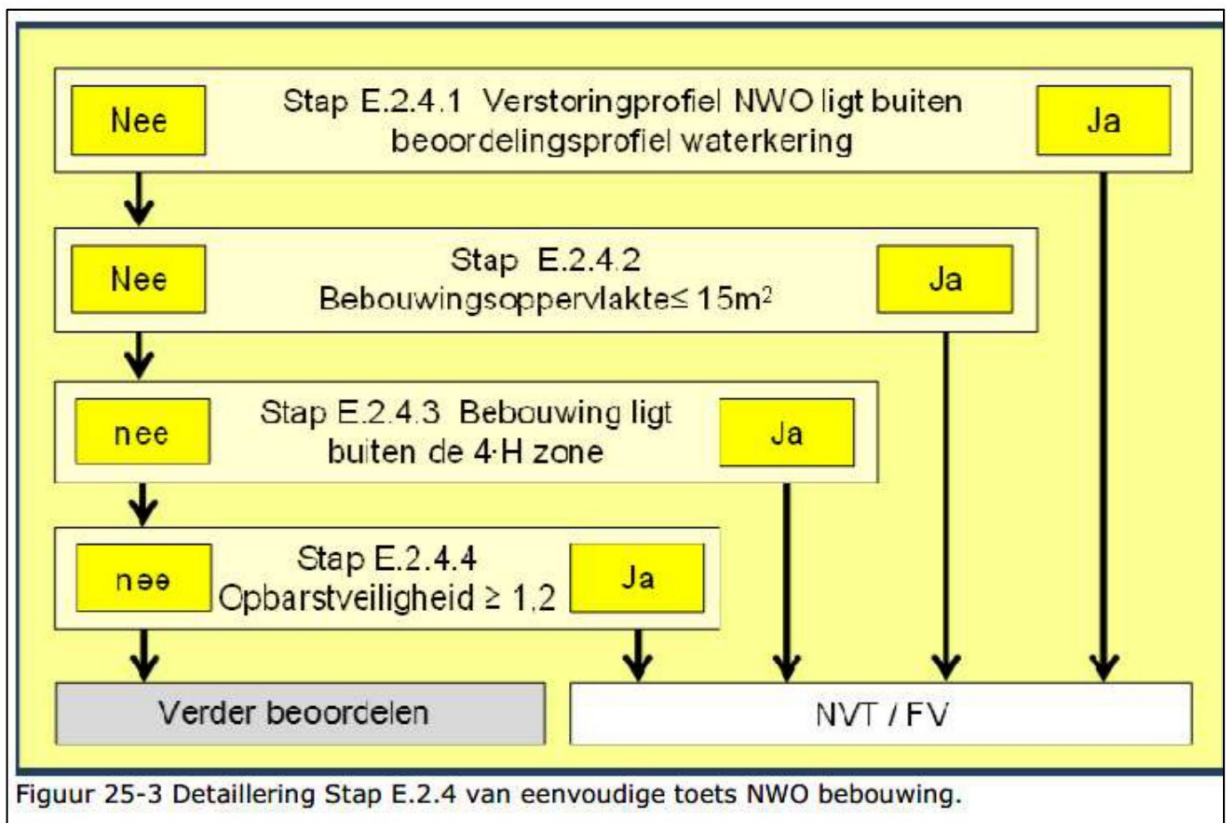 Nee
Stap E.2.4.1 Verstoringprofiel NWO ligt buiten
beoordelingsprofiel waterkering
Ja
Nee
Stap E.2.4.2
Bebouwingsoppervlakte≤ 15m²
Ja
nee
Stap E.2.4.3 Bebouwing ligt
buiten de 4·H zone
Ja
nee
Stap E.2.4.4
Opbarstveiligheid ≥ 1,2
Ja
Verder beoordelen
NVT / FV
Figuur 25-3 Detaillering Stap E.2.4 van eenvoudige toets NWO bebouwing.